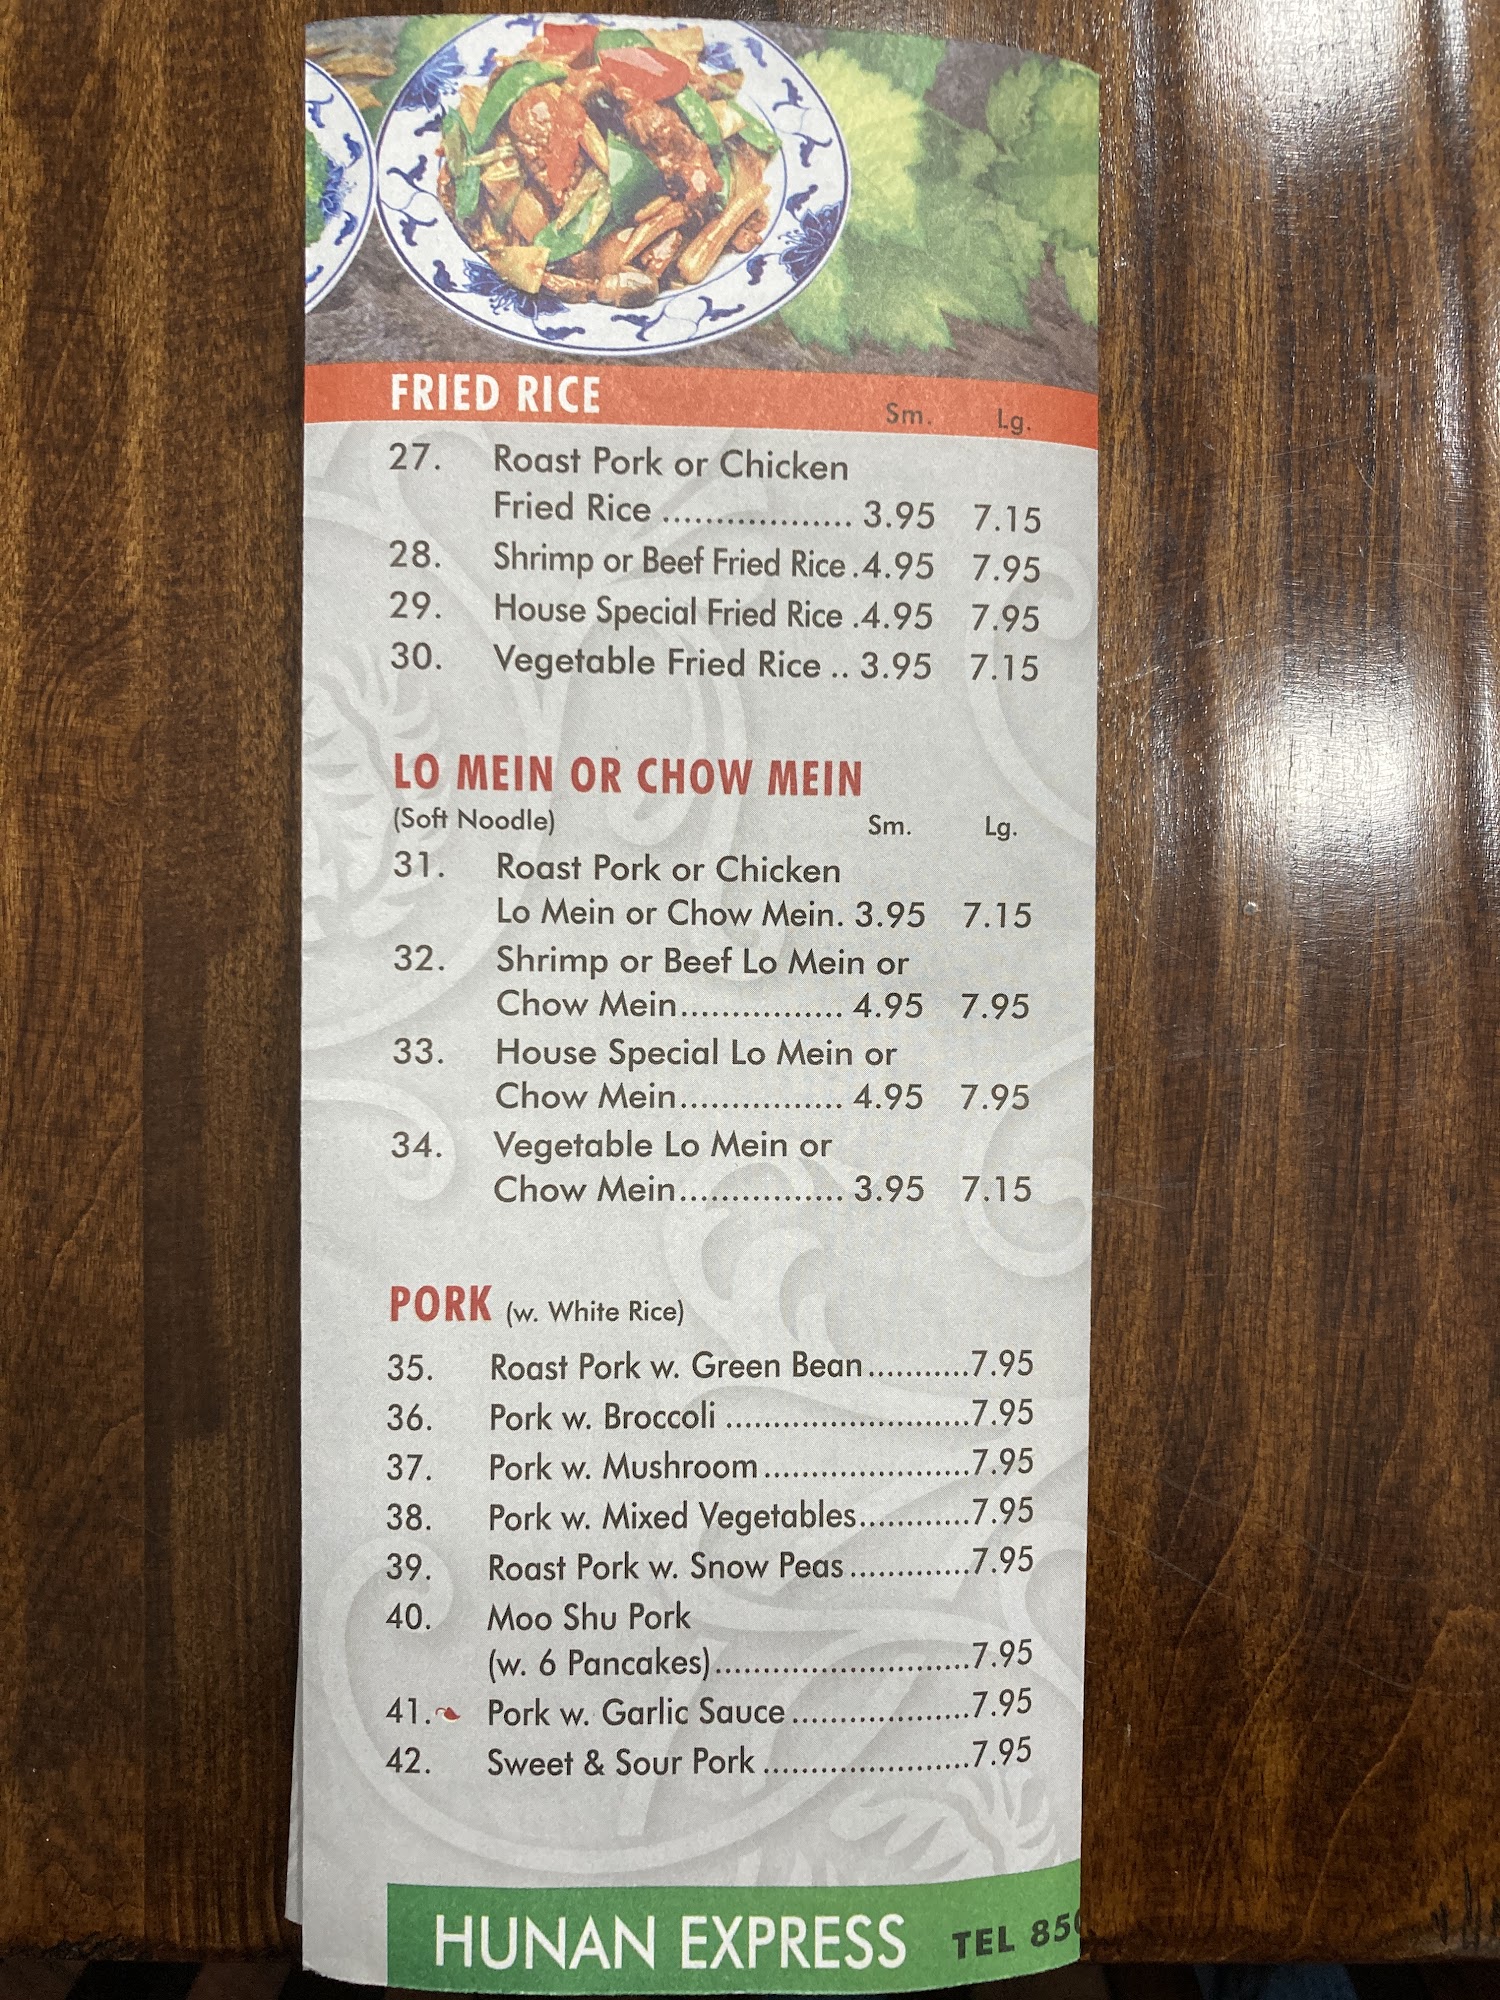 FRIED RICE Sm. Lg.
27. Roast Pork or Chicken
Fried Rice .................. 3.95 7.15
28. Shrimp or Beef Fried Rice .4.95 7.95
29. House Special Fried Rice .4.95 7.95
30. Vegetable Fried Rice .. 3.95 7.15
LO MEIN OR CHOW MEIN
(Soft Noodle) Sm. Lg.
31. Roast Pork or Chicken
Lo Mein or Chow Mein. 3.95 7.15
32. Shrimp or Beef Lo Mein or
Chow Mein................ 4.95 7.95
33. House Special Lo Mein or
Chow Mein................ 4.95 7.95
34. Vegetable Lo Mein or
Chow Mein................ 3.95 7.15
PORK (w. White Rice)
35. Roast Pork w. Green Bean...........7.95
36. Pork w. Broccoli ..........................7.95
37. Pork w. Mushroom......................7.95
38. Pork w. Mixed Vegetables............7.95
39. Roast Pork w. Snow Peas.............7.95
40. Moo Shu Pork
(w. 6 Pancakes)...........................7.95
41. Pork w. Garlic Sauce...................7.95
42. Sweet & Sour Pork ......................7.95
HUNAN EXPRESS TEL 850